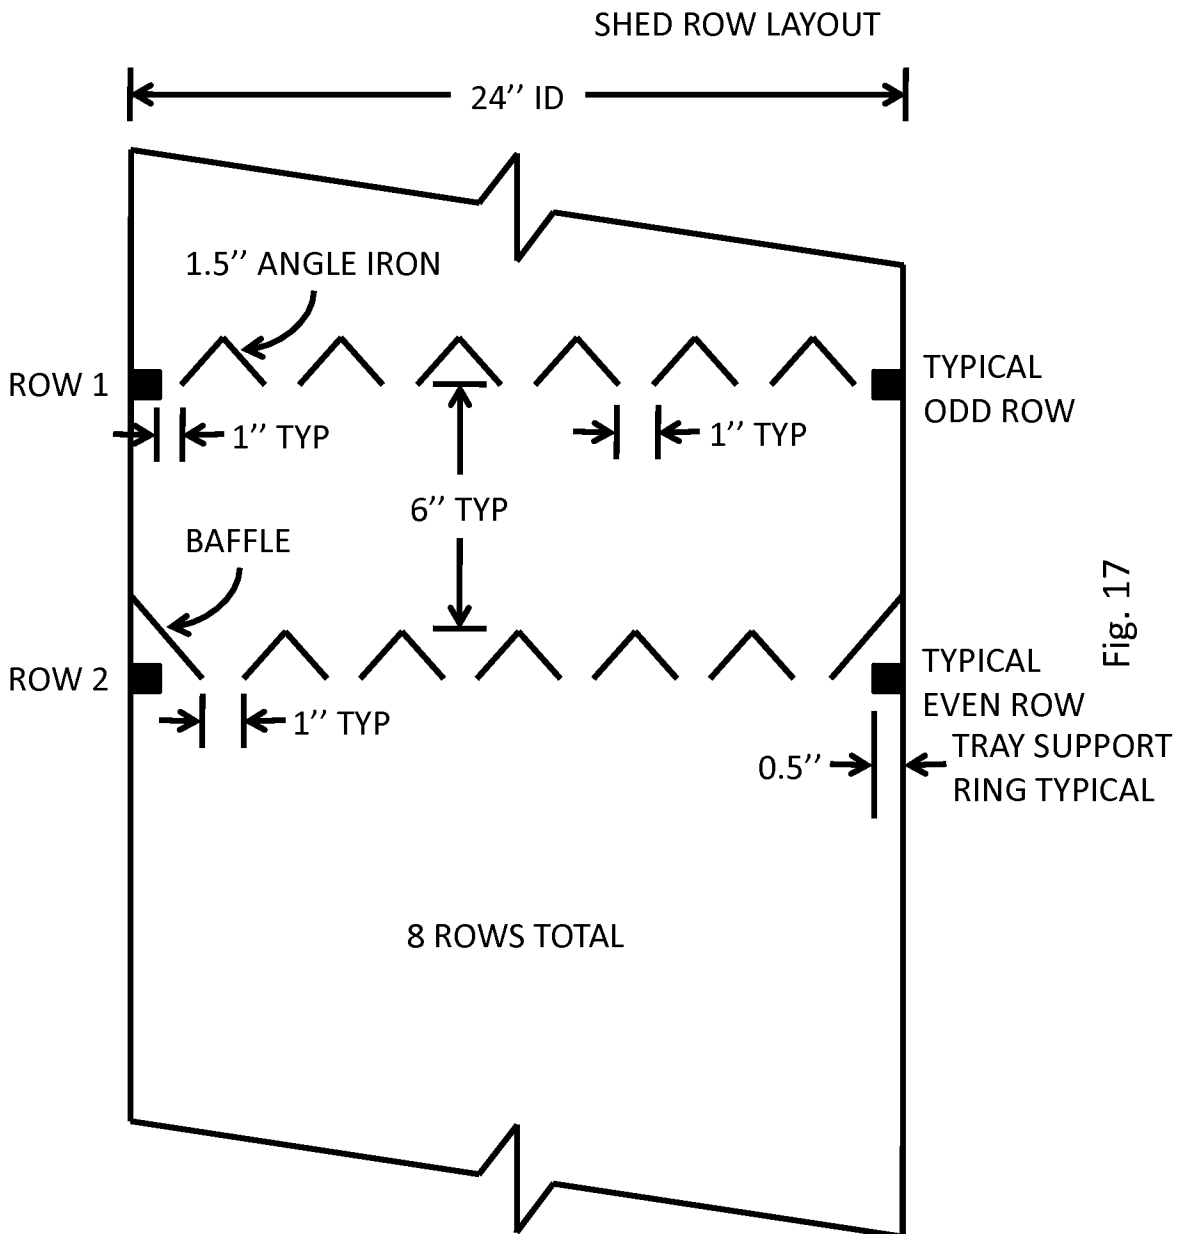 SHED ROW LAYOUT
24’’ ID
1.5’’ ANGLE IRON
ROW 1
TYPICAL
ODD ROW
1’’ TYP
1’’ TYP
6’’ TYP
BAFFLE
Fig. 17
ROW 2
TYPICAL
EVEN ROW
1’’ TYP
0.5’’
TRAY SUPPORT
RING TYPICAL
8 ROWS TOTAL